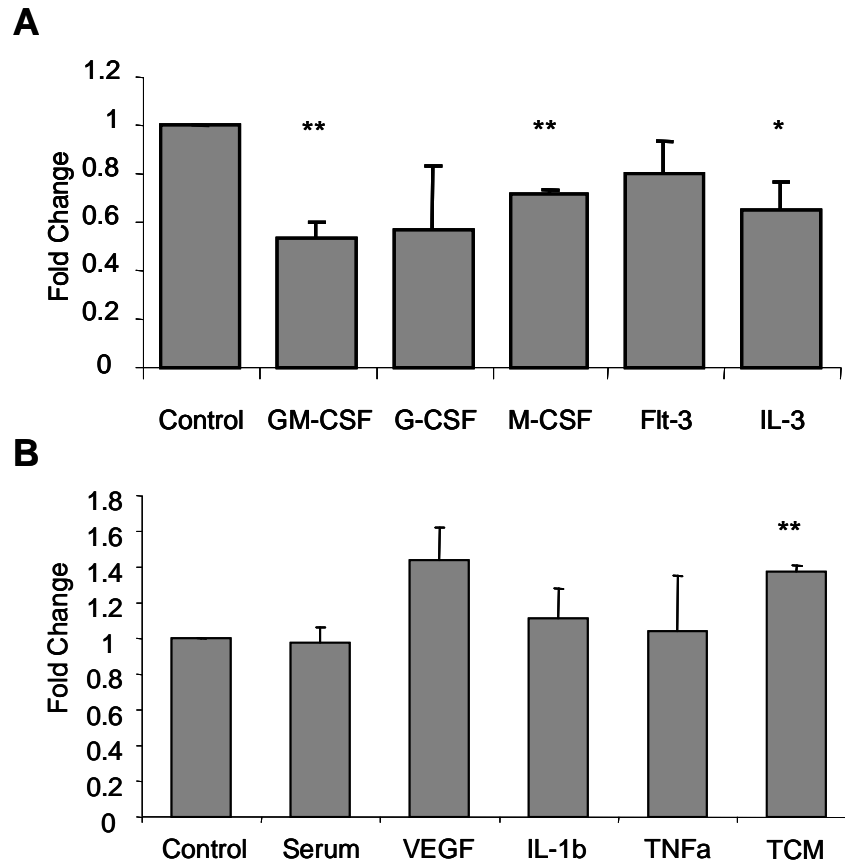 A
1.2
1
0.8
0.6
0.4
0.2
0
Fold Change
** ** *
Control GM-CSF G-CSF M-CSF Flt-3 IL-3
B
1.8
1.6
1.4
1.2
1
0.8
0.6
0.4
0.2
0
Fold Change
**
Control Serum VEGF IL-1b TNFa TCM